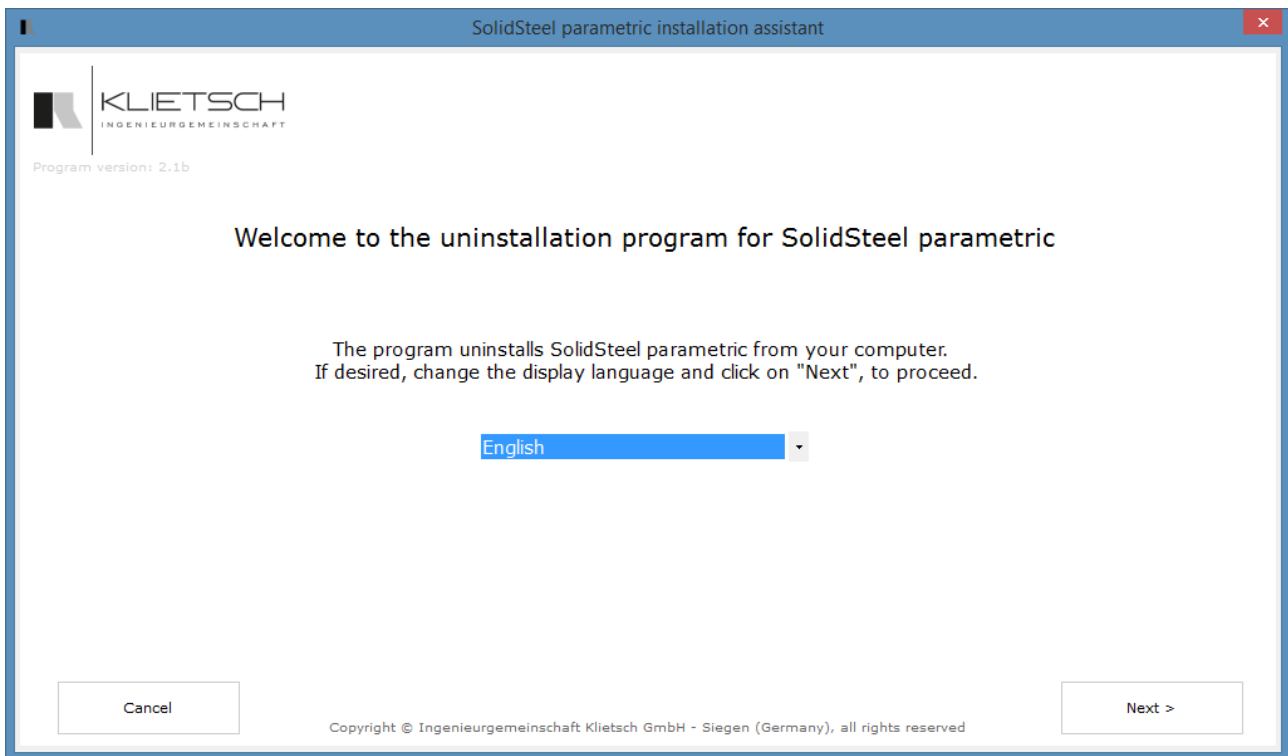 SolidSteel parametric installation assistant
KLIETSCH
INGENIEURGEMEINSCHAFT
Program version: 2.1b
Welcome to the uninstallation program for SolidSteel parametric
The program uninstalls SolidSteel parametric from your computer.
If desired, change the display language and click on "Next", to proceed.
English
Cancel
Next >
Copyright © Ingenieurgemeinschaft Klietsch GmbH - Siegen (Germany), all rights reserved